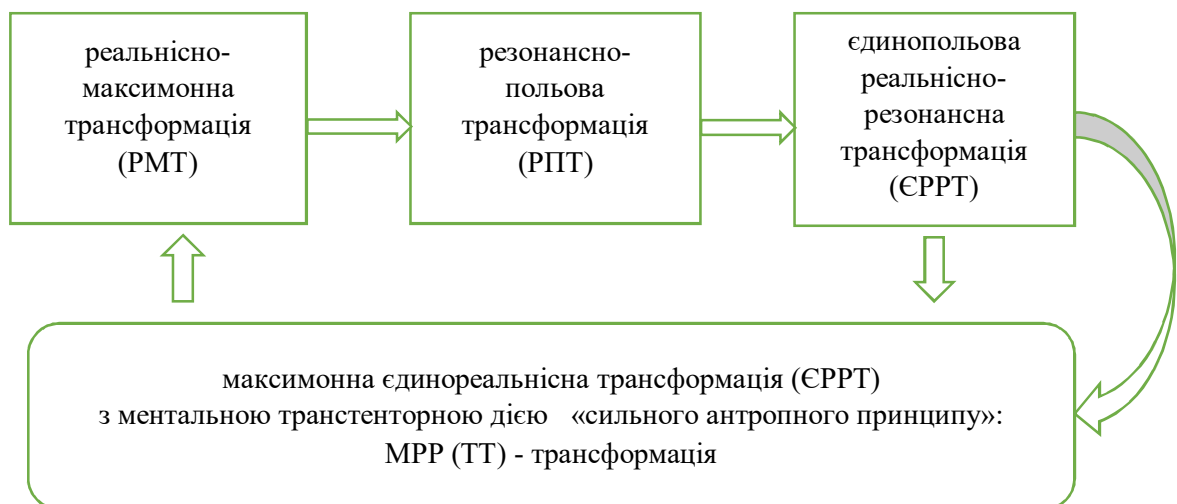 реальнісно-
максимонна
трансформація
(РМТ)
резонансно-
польова
трансформація
(РПТ)
єдинопольова
реальнісно-
резонансна
трансформація
(ЄРРТ)
максимонна єдинореальнісна трансформація (ЄРРТ)
з ментальною транстенторною дією «сильного антропного принципу»:
МРР (ТТ) - трансформація